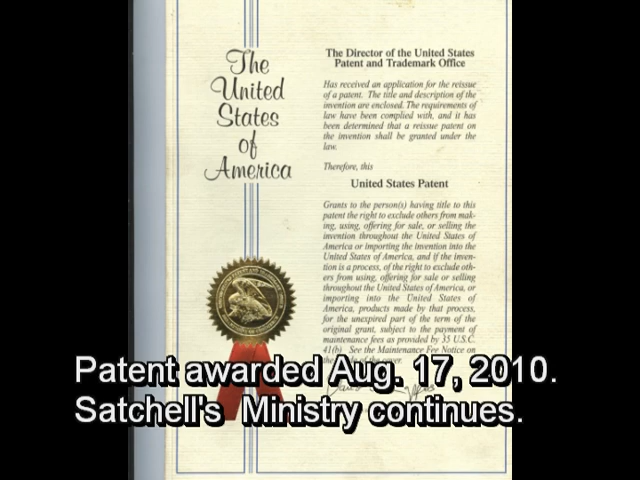 The
United
States
of
America
The Director of the United States
Patent and Trademark Office
Has received an application for the reissue
of a patent. The title and description of the
invention are enclosed. The requirements of
law have been complied with, and it has
been determined that a reissue patent on
the invention shall be granted under the
law.
Therefore, this
United States Patent
Grants to the person(s) having title to this
patent the right to exclude others from mak-
ing, using, offering for sale, or selling the
invention throughout the United States of
America or importing the invention into the
United States of America, and if the inven-
tion is a process, of the right to exclude oth-
ers from using, offering for sale or selling
throughout the United States of America, or
importing into the United States of
America, products made by that process,
for the unexpired part of the term of the
original grant, subject to the payment of
maintenance fees as provided by 35 U.S.C.
41(b). See the Maintenance Fee Notice on
the of the cover.
Patent awarded Aug. 17, 2010.
Satchell's Ministry continues.